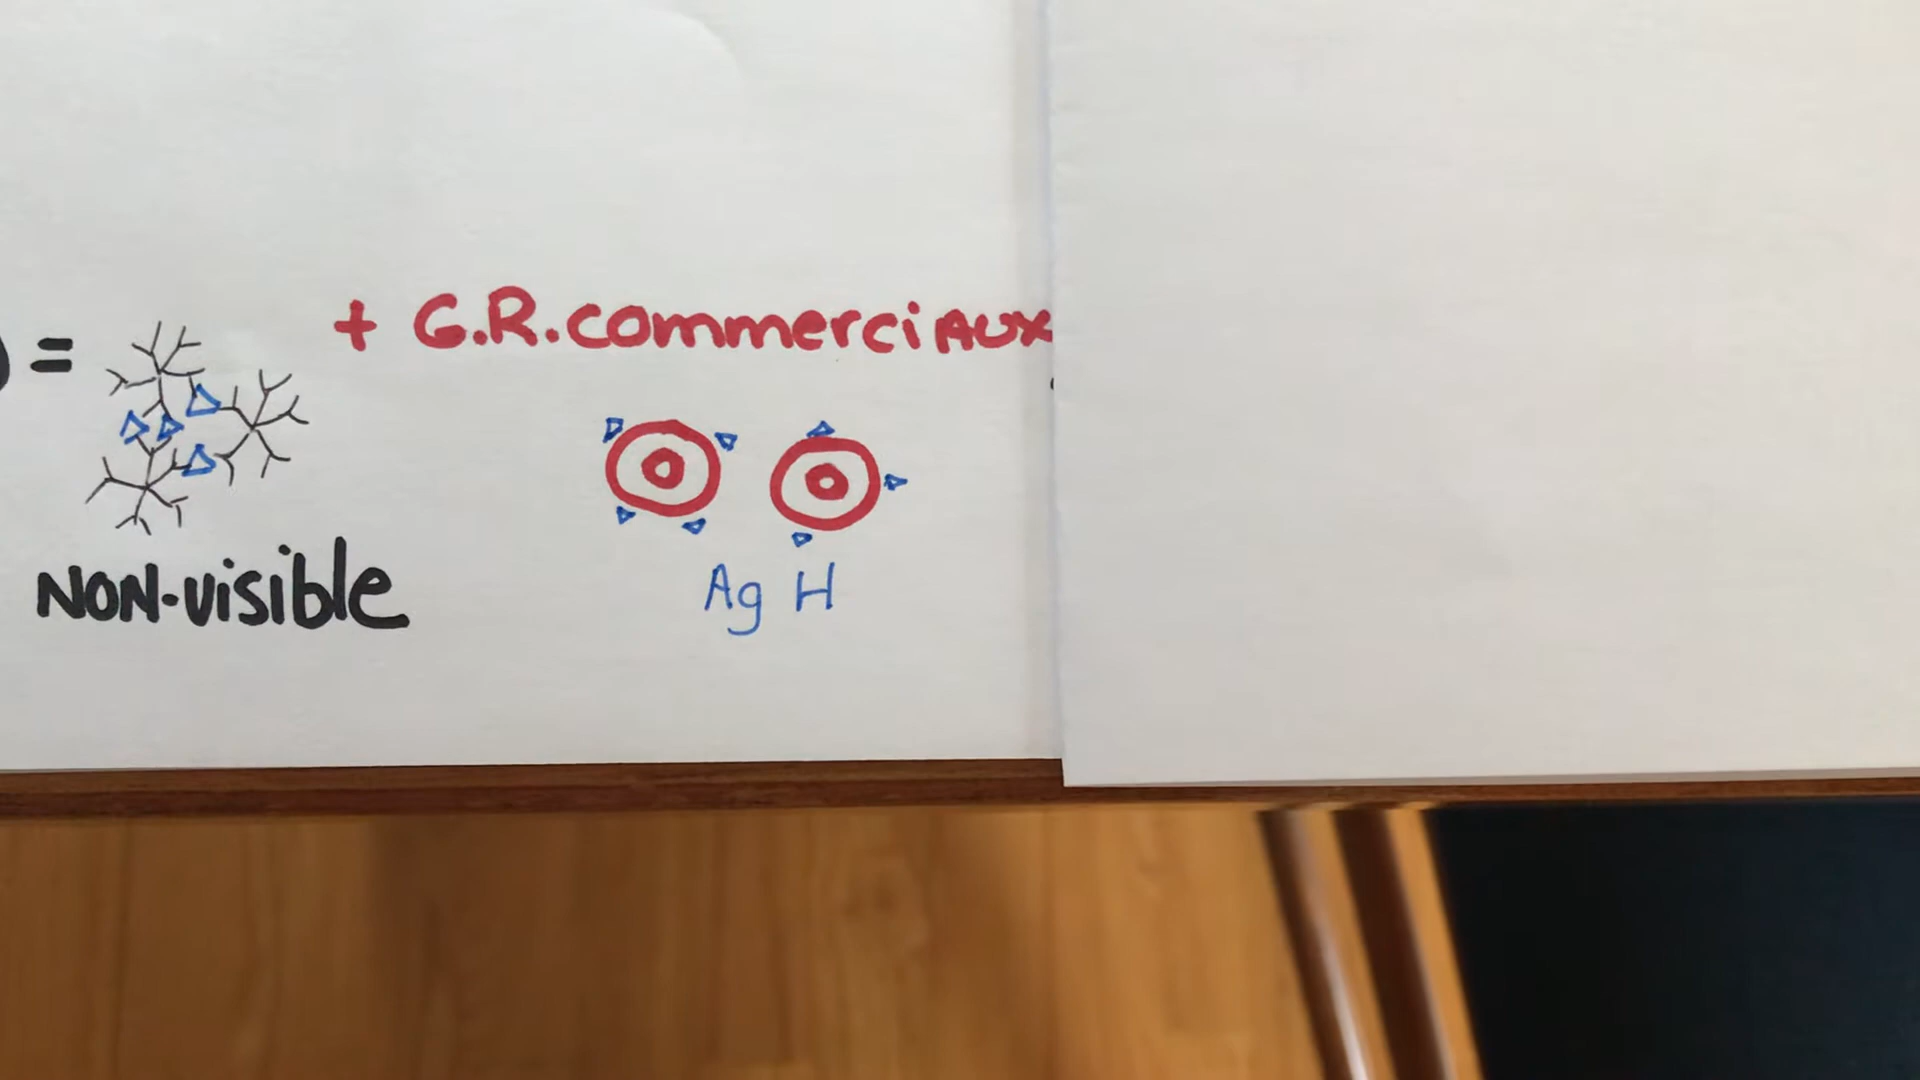 =
+ G.R.commerciAUX
NON-visible
Ag H